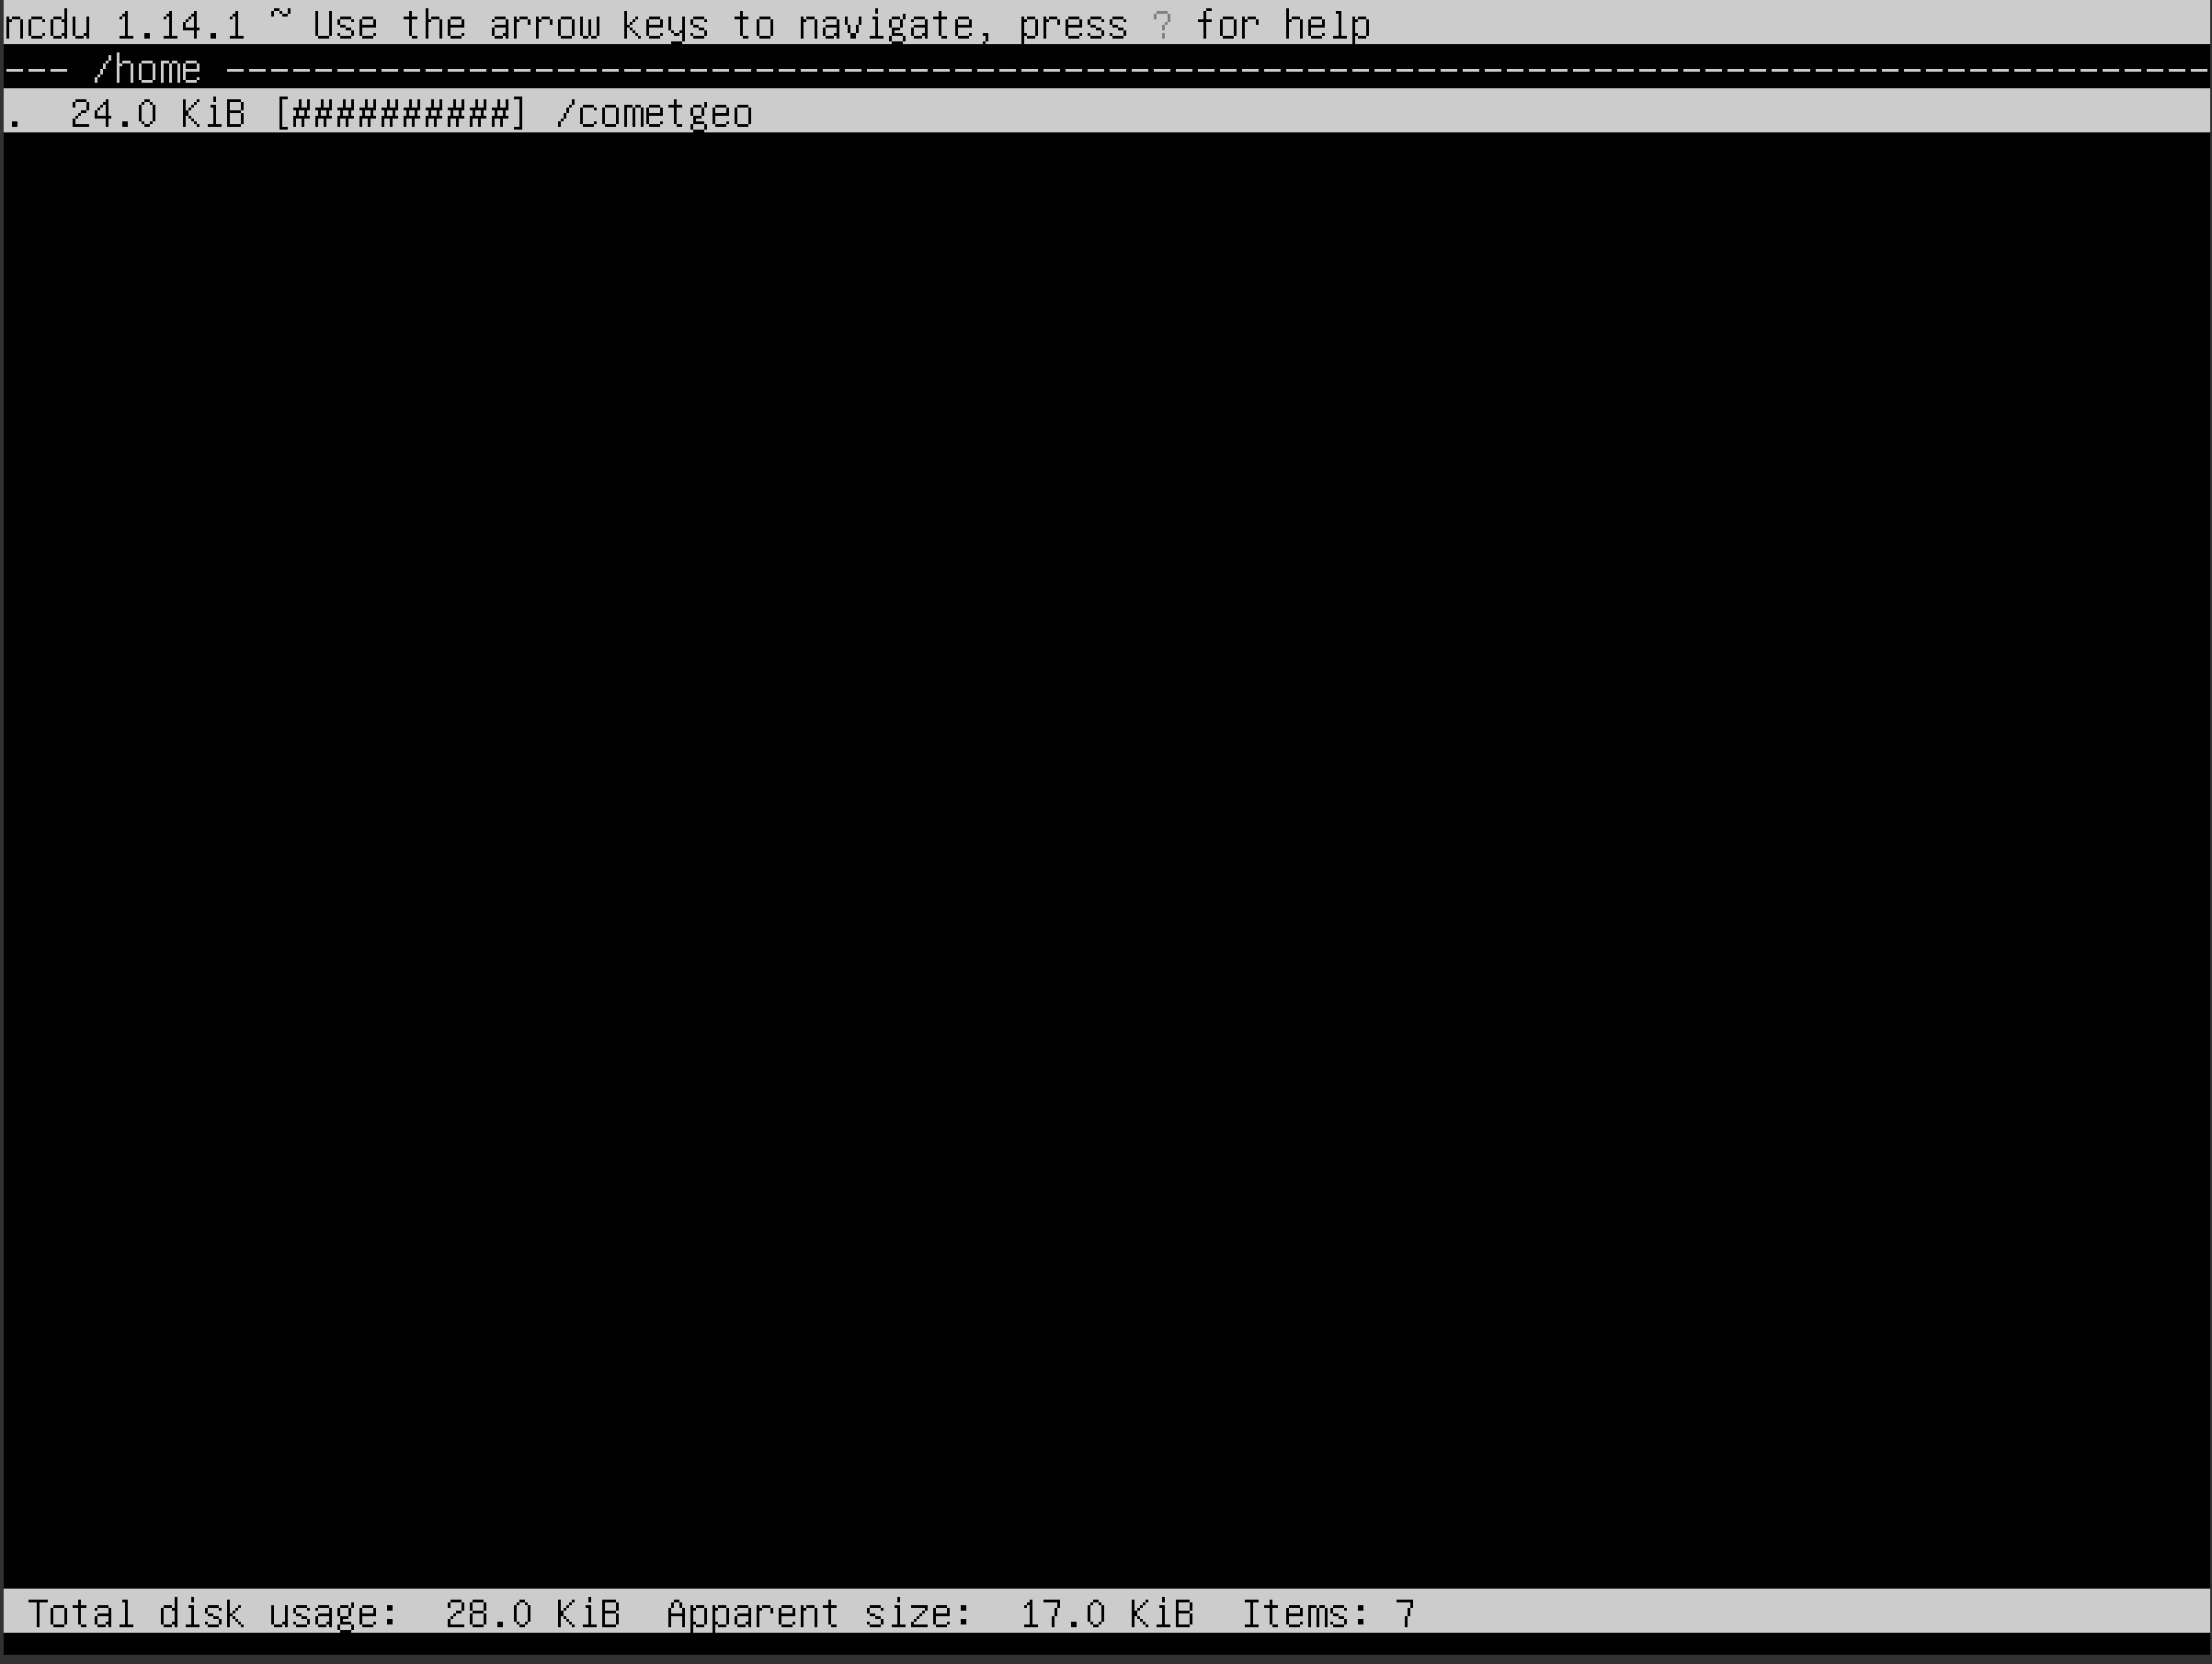 ncdu 1.14.1 ~ Use the arrow keys to navigate, press ? for help
--- /home ------------------------------------------------------------------------------------------
.  24.0 KiB [##########] /cometgeo
Total disk usage:  28.0 KiB  Apparent size:  17.0 KiB  Items: 7